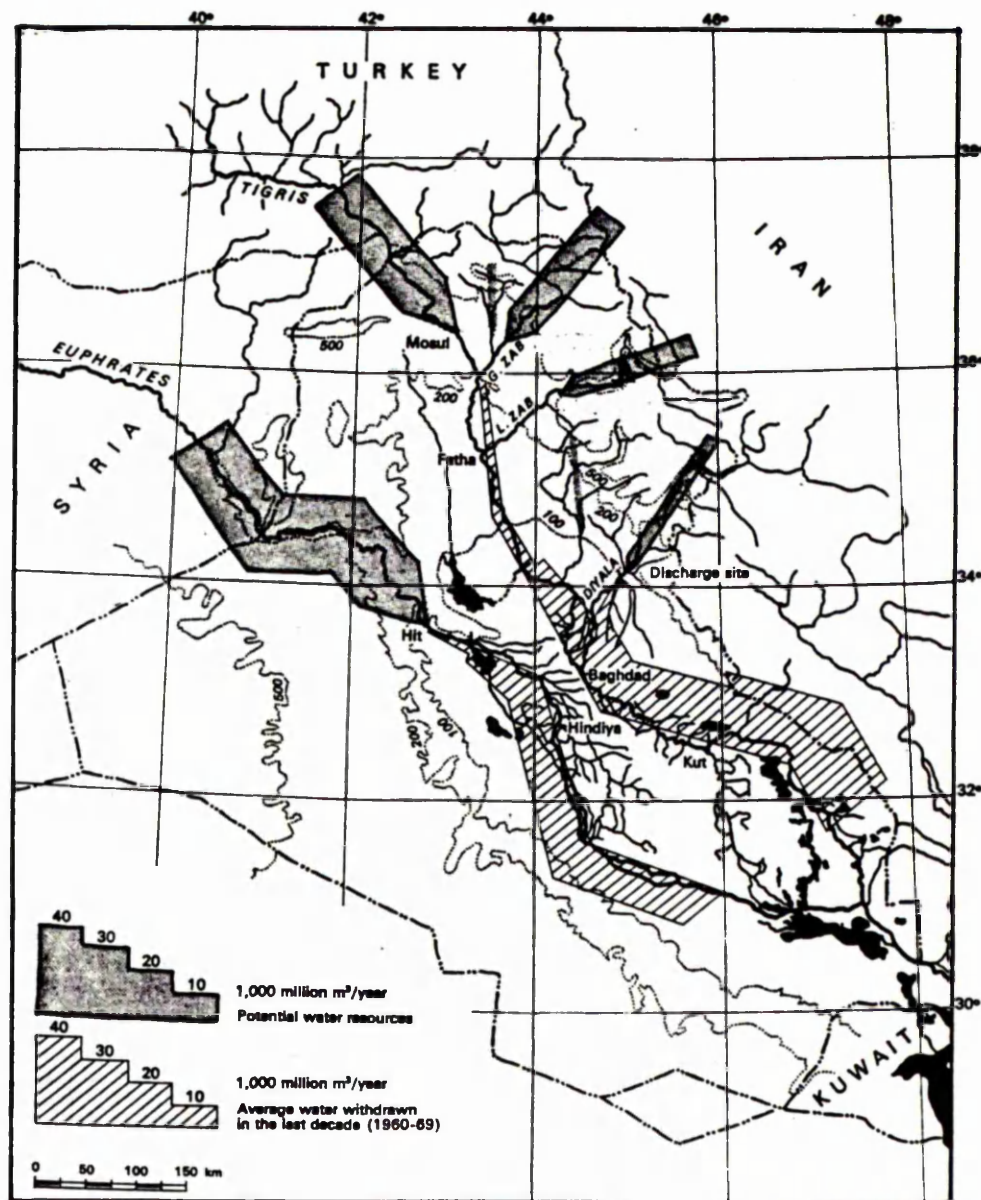 40° 42° 44° 46° 48°
TURKEY
38°
TIGRIS
IRAN
500
Mosul
36°
EUPHRATES
G. ZAB
200
L. ZAB
SYRIA
Fatha
500
200
100
DIYALA
Discharge site
34°
Hit
Baghdad
500
200
100
Hindiya
Kut
32°
40
30
20
10
1,000 million m³/year
Potential water resources
30°
40
30
20
10
1,000 million m³/year
Average water withdrawn
in the last decade (1960-69)
KUWAIT
0 50 100 150 km